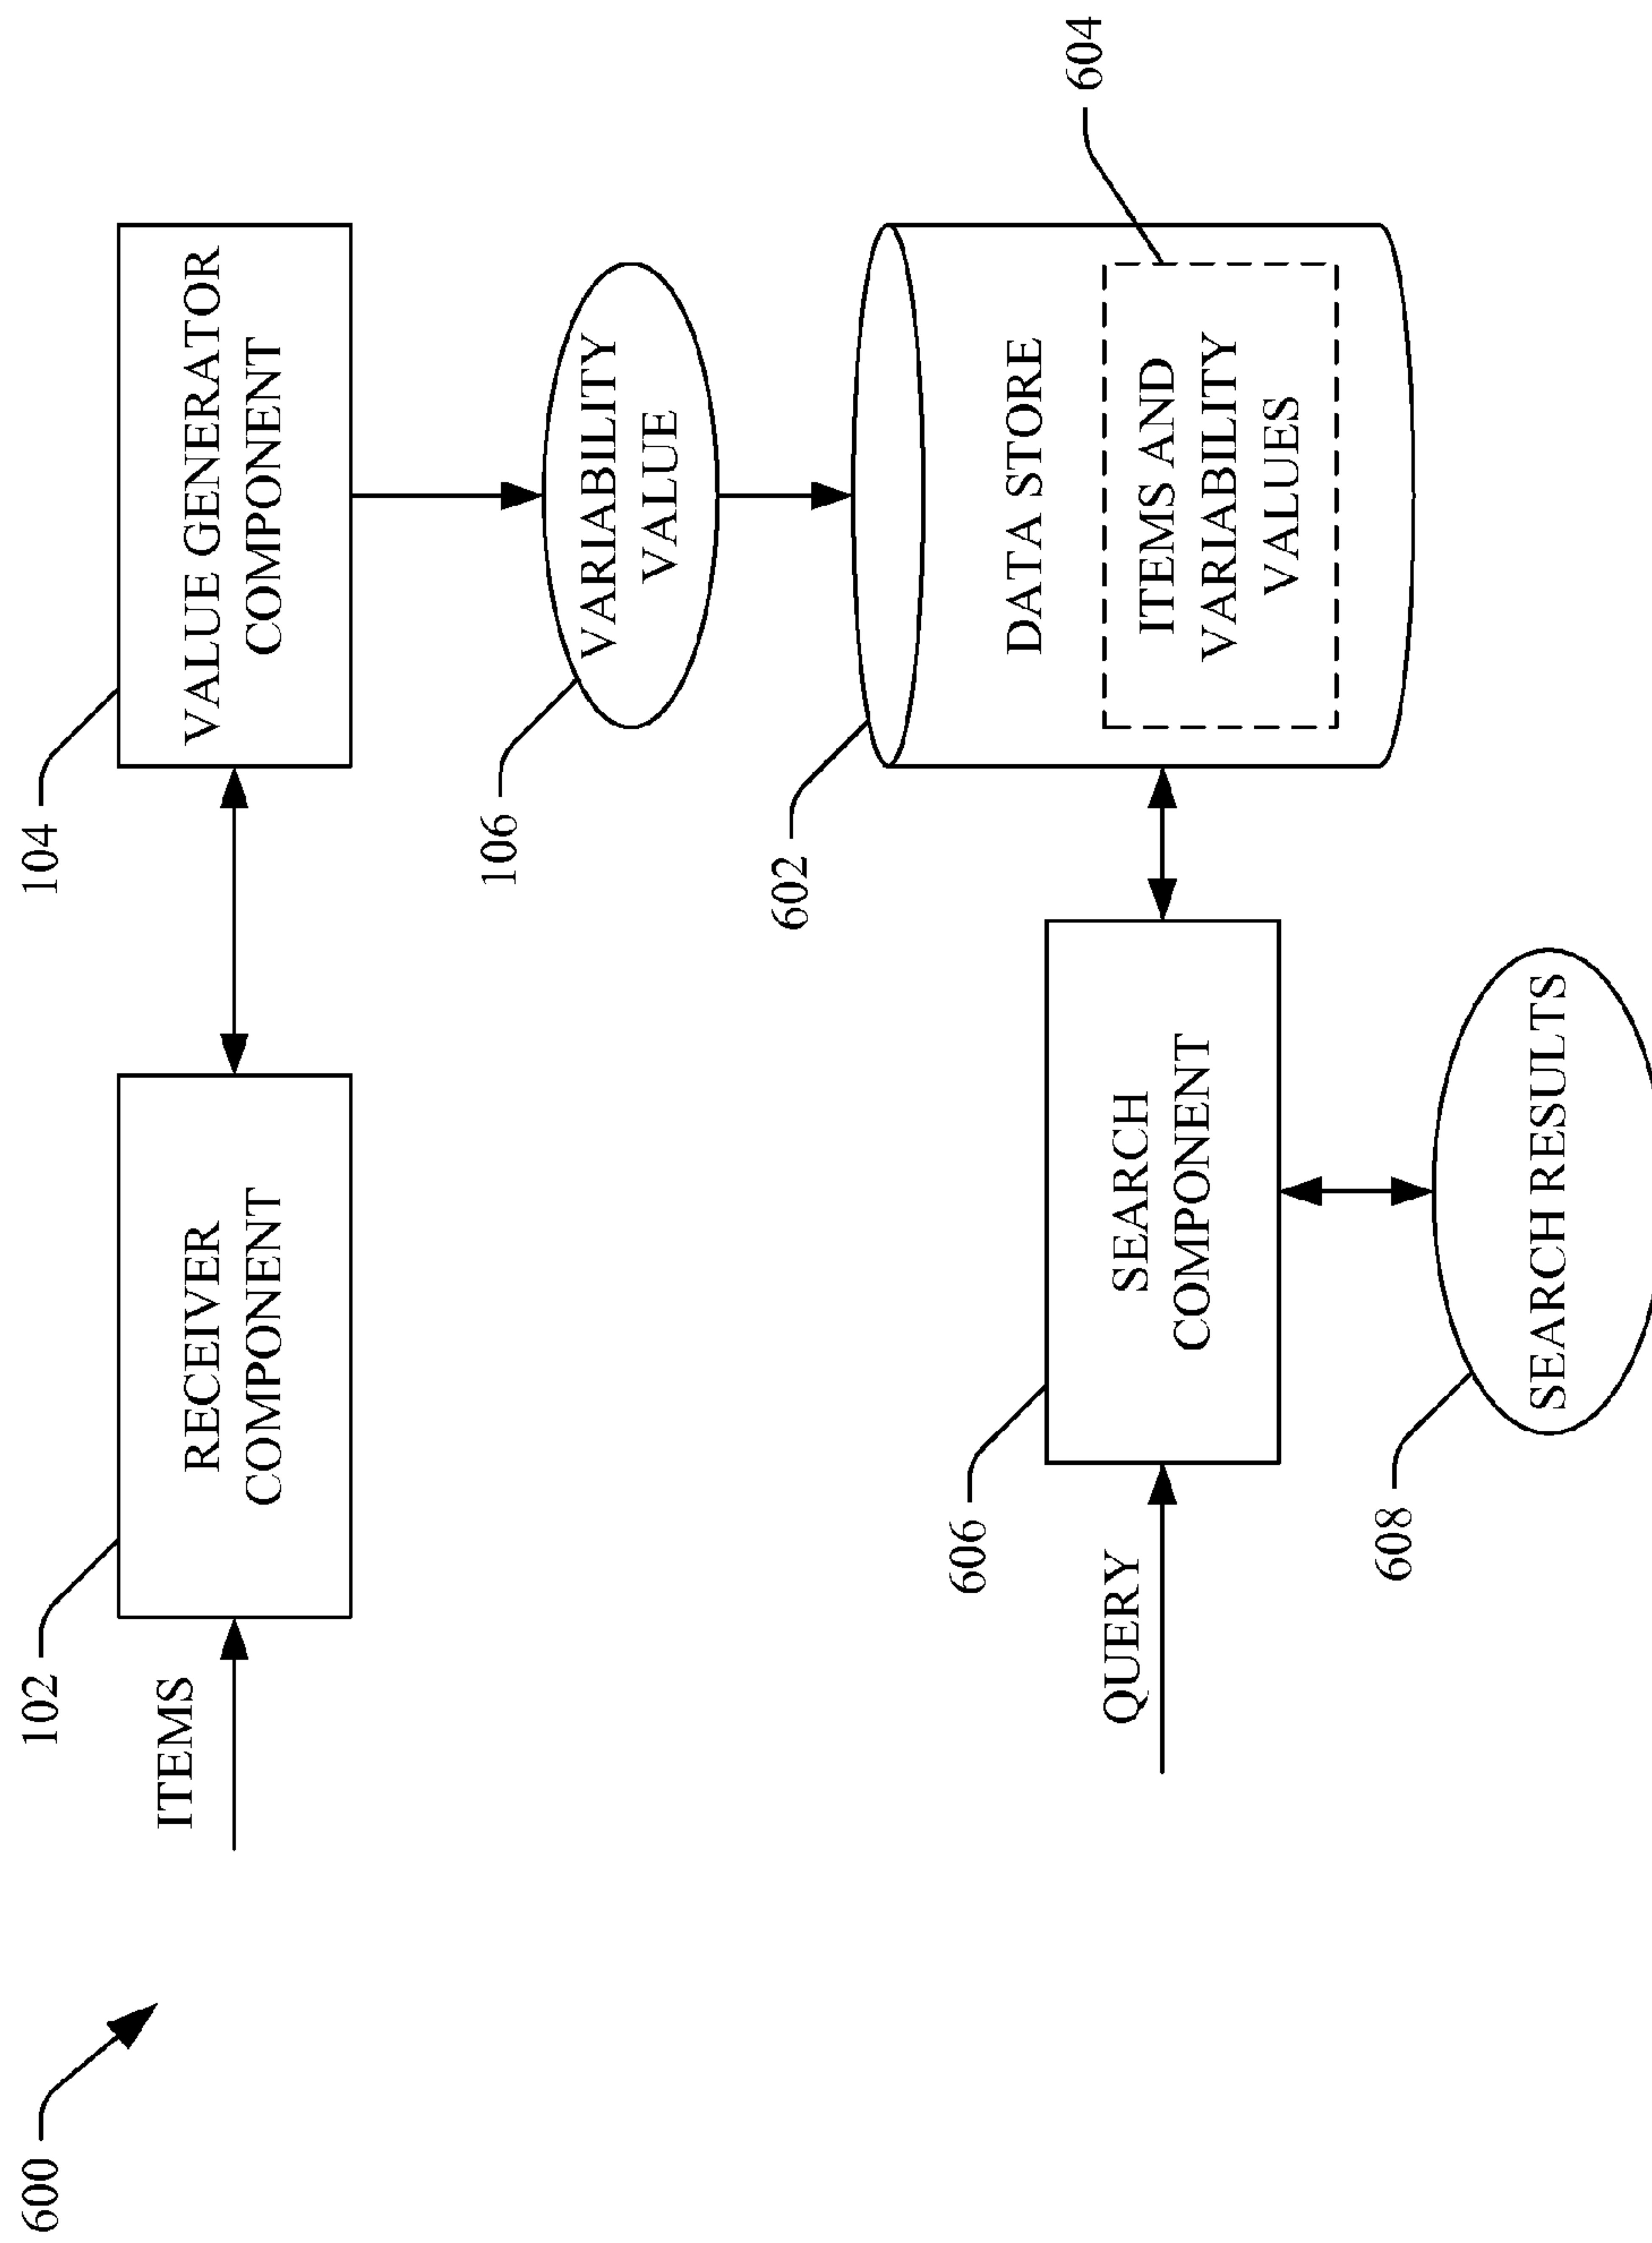 600
102
104
ITEMS
RECEIVER
COMPONENT
VALUE GENERATOR
COMPONENT
106
VARIABILITY
VALUE
602
DATA STORE
604
ITEMS AND
VARIABILITY
VALUES
606
QUERY
SEARCH
COMPONENT
608
SEARCH RESULTS